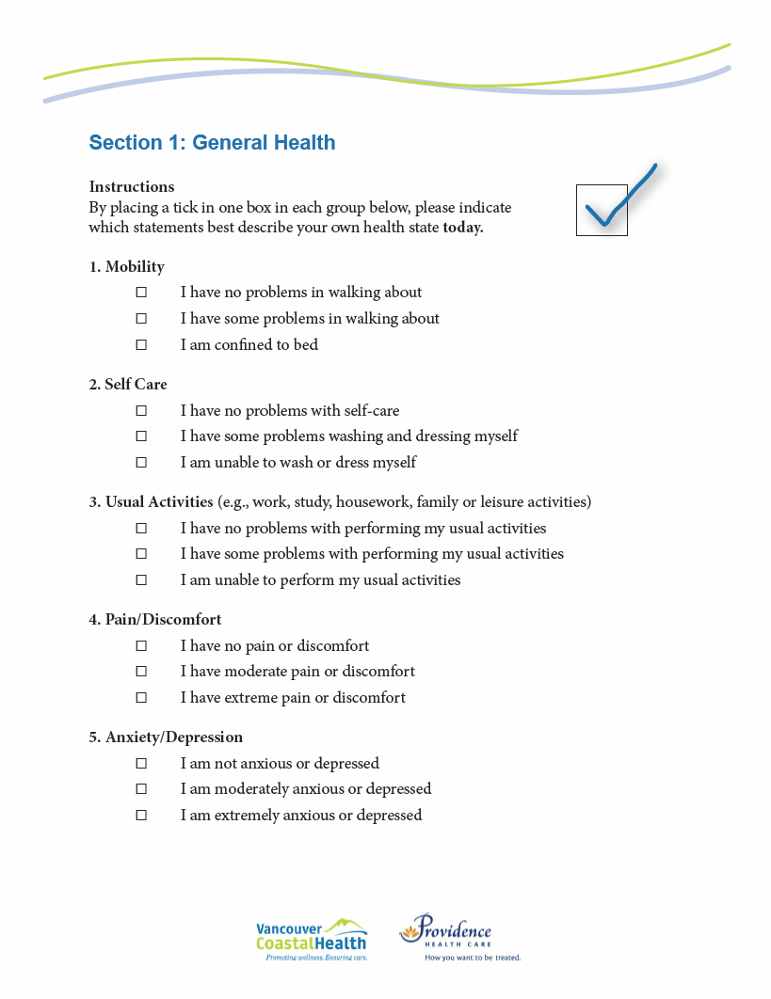 Section 1: General Health
Instructions
By placing a tick in one box in each group below, please indicate
which statements best describe your own health state today.
1. Mobility
I have no problems in walking about
I have some problems in walking about
I am confined to bed
2. Self Care
I have no problems with self-care
I have some problems washing and dressing myself
I am unable to wash or dress myself
3. Usual Activities (e.g., work, study, housework, family or leisure activities)
I have no problems with performing my usual activities
I have some problems with performing my usual activities
I am unable to perform my usual activities
4. Pain/Discomfort
I have no pain or discomfort
I have moderate pain or discomfort
I have extreme pain or discomfort
5. Anxiety/Depression
I am not anxious or depressed
I am moderately anxious or depressed
I am extremely anxious or depressed
Vancouver
CoastalHealth
Promoting wellness. Ensuring care.
Providence
HEALTH CARE
How you want to be treated.